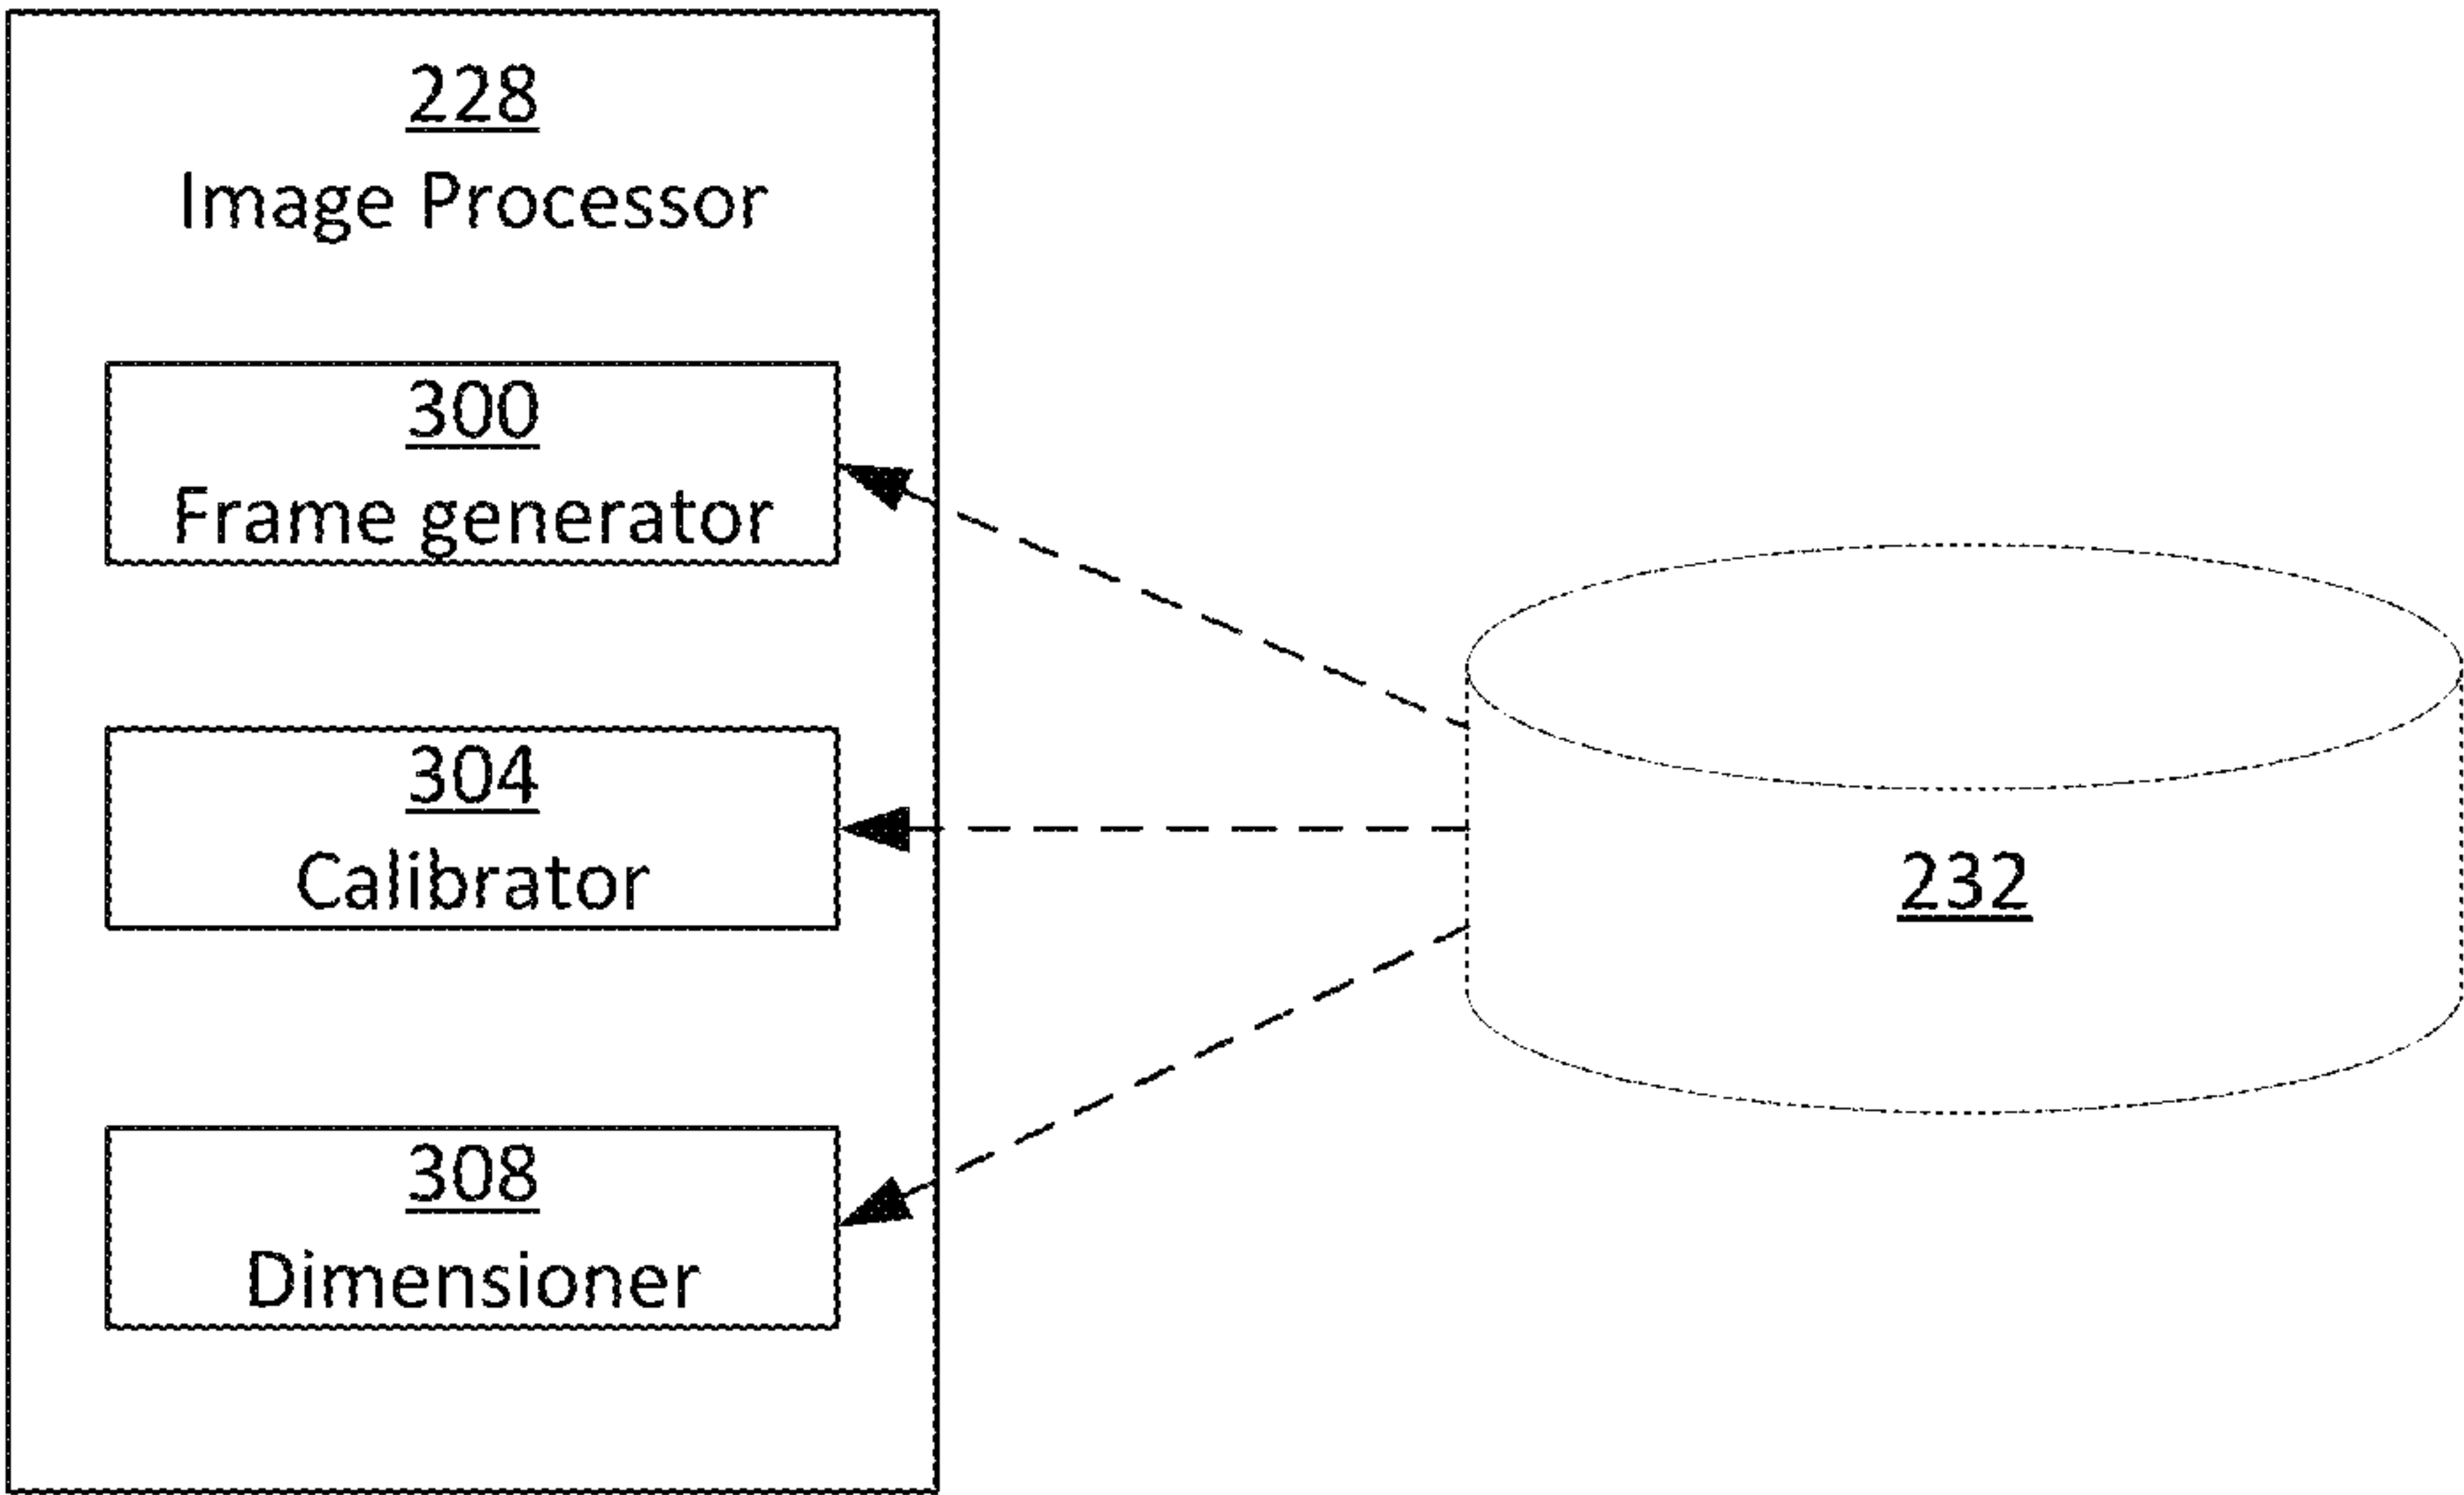 228
Image Processor
300
Frame generator
304
Calibrator
232
308
Dimensioner